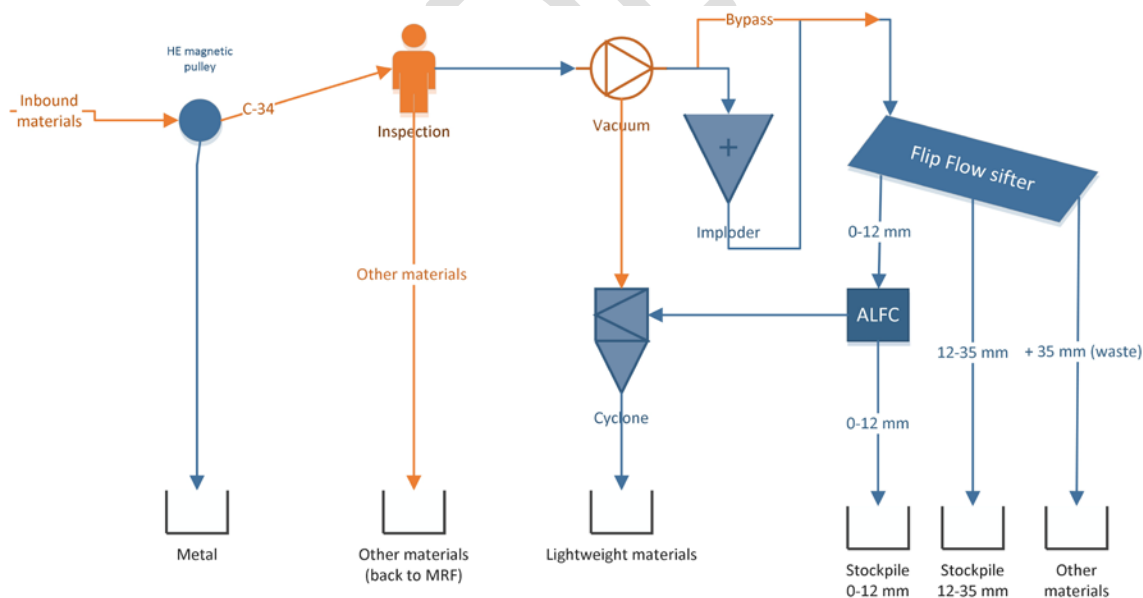 Bypass
HE magnetic
pulley
Inbound
materials
C-34
Inspection
Vacuum
Flip Flow sifter
+
Imploder
0-12 mm
Other materials
ALFC
12-35 mm
+ 35 mm (waste)
Cyclone
0-12 mm
Metal
Other materials
(back to MRF)
Lightweight materials
Stockpile
0-12 mm
Stockpile
12-35 mm
Other
materials